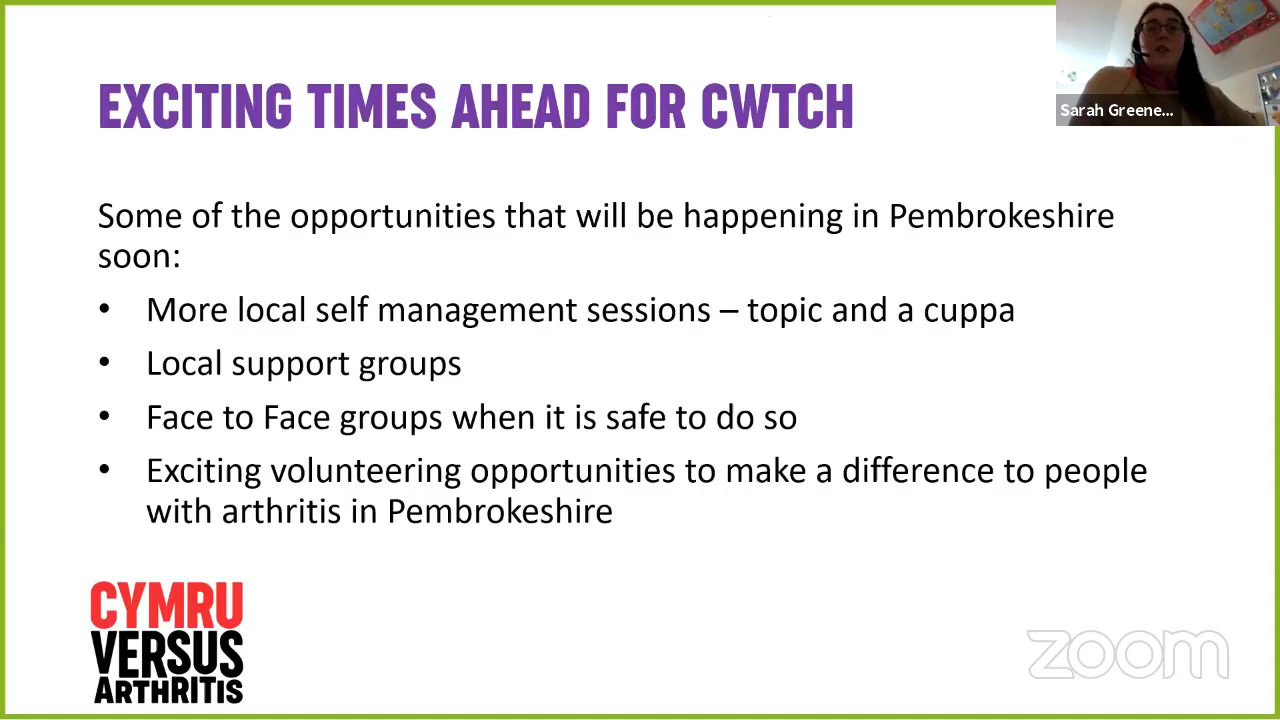 EXCITING TIMES AHEAD FOR CWTCH
Sarah Greene...
Some of the opportunities that will be happening in Pembrokeshire
soon:
• More local self management sessions – topic and a cuppa
• Local support groups
• Face to Face groups when it is safe to do so
• Exciting volunteering opportunities to make a difference to people
with arthritis in Pembrokeshire
CYMRU
VERSUS
ARTHRITIS
zoom